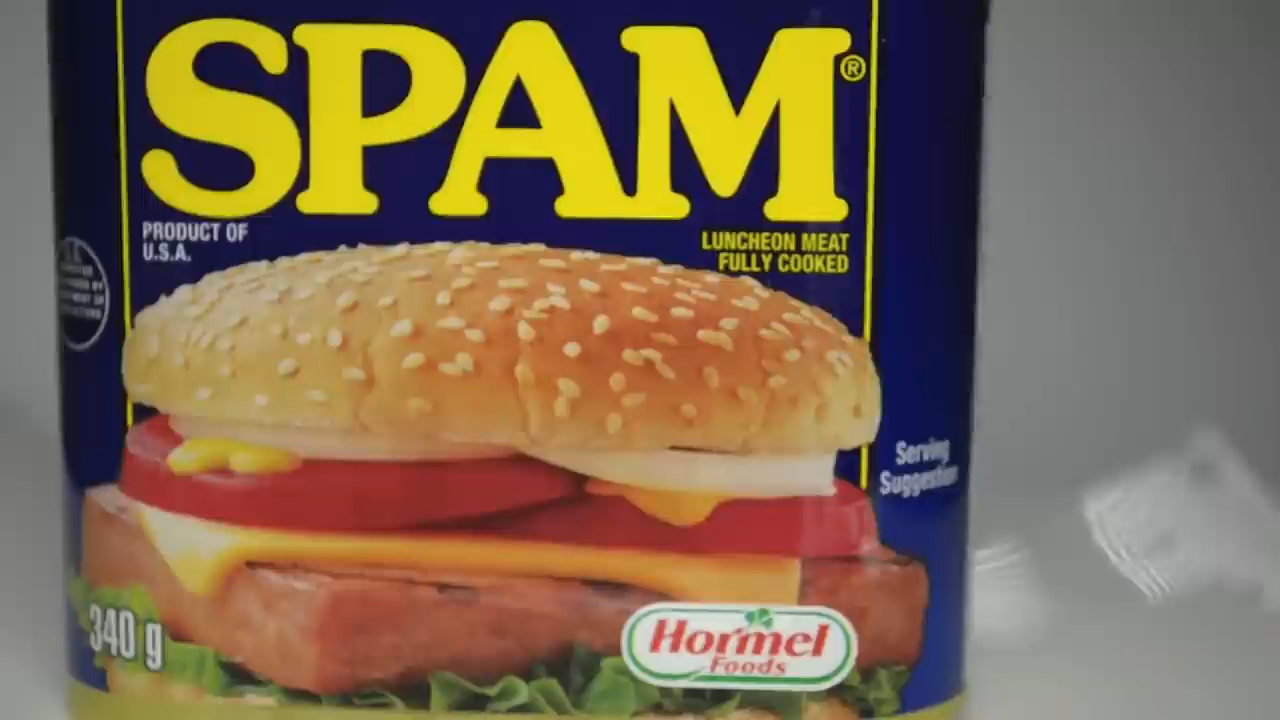 SPAM®
PRODUCT OF
U.S.A.
LUNCHEON MEAT
FULLY COOKED
Serving
Suggestion
340 g
Hormel
Foods